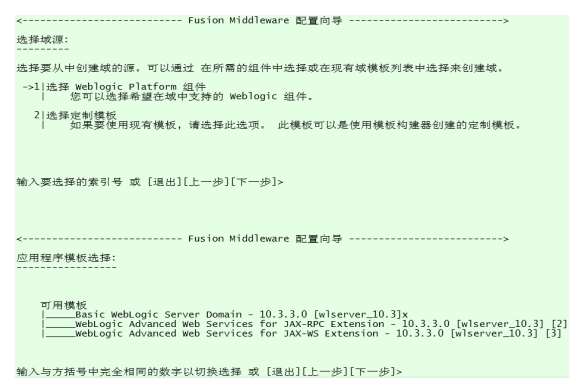 <--------------------------- Fusion Middleware 配置向导 -------------------------->
选择域源:
---------
选择要从中创建域的源。可以通过 在所需的组件中选择或在现有域模板列表中选择来创建域。
->1|选择 Weblogic Platform 组件
|    您可以选择希望在域中支持的 Weblogic 组件。
2|选择定制模板
|    如果要使用现有模板，请选择此选项。 此模板可以是使用模板构建器创建的定制模板。
输入要选择的索引号 或 [退出][上一步][下一步]>
<--------------------------- Fusion Middleware 配置向导 -------------------------->
应用程序模板选择:
-----------------
可用模板
|_____Basic WebLogic Server Domain - 10.3.3.0 [wlserver_10.3]x
|_____WebLogic Advanced Web Services for JAX-RPC Extension - 10.3.3.0 [wlserver_10.3] [2]
|_____WebLogic Advanced Web Services for JAX-WS Extension - 10.3.3.0 [wlserver_10.3] [3]
输入与方括号中完全相同的数字以切换选择 或 [退出][上一步][下一步]>